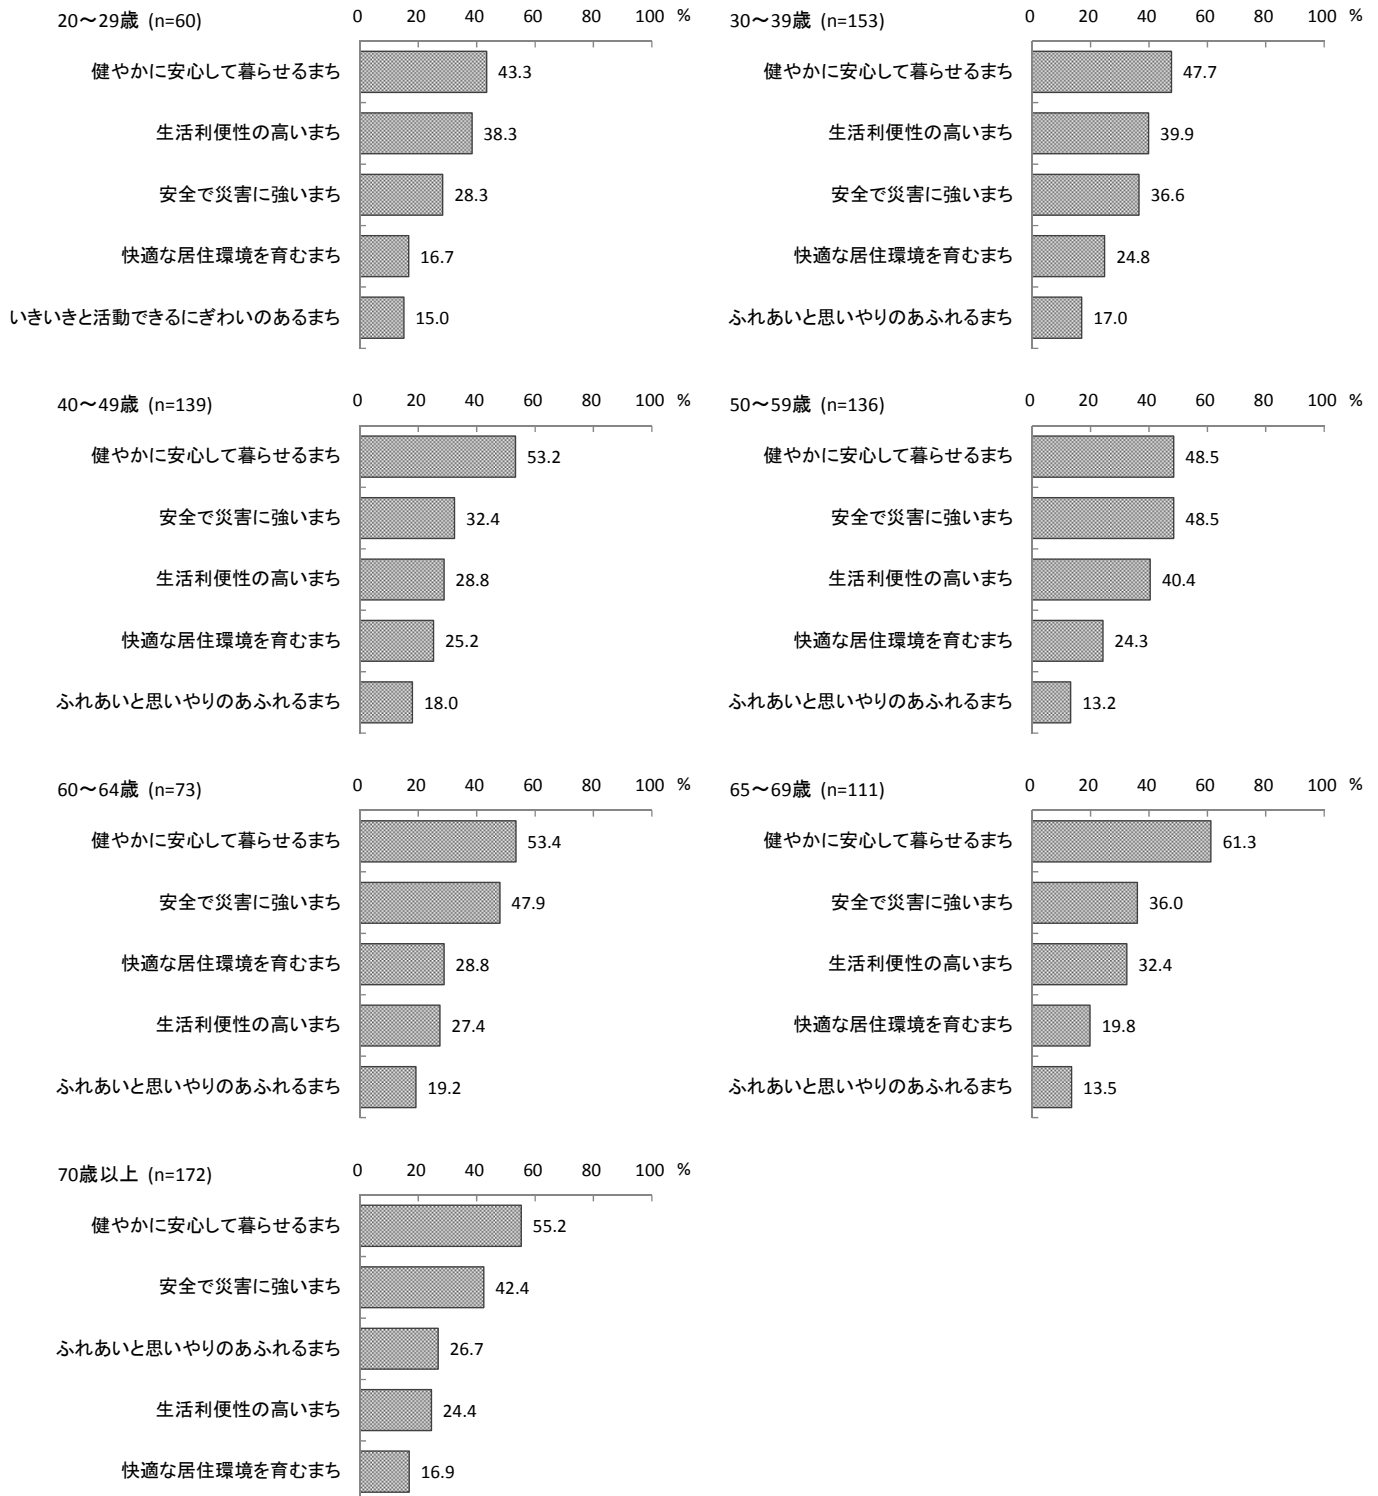 20～29歳 (n=60)
0 20 40 60 80 100 %
健やかに安心して暮らせるまち 43.3
生活利便性の高いまち 38.3
安全で災害に強いまち 28.3
快適な居住環境を育むまち 16.7
いきいきと活動できるにぎわいのあるまち 15.0
30～39歳 (n=153)
0 20 40 60 80 100 %
健やかに安心して暮らせるまち 47.7
生活利便性の高いまち 39.9
安全で災害に強いまち 36.6
快適な居住環境を育むまち 24.8
ふれあいと思いやりのあふれるまち 17.0
40～49歳 (n=139)
0 20 40 60 80 100 %
健やかに安心して暮らせるまち 53.2
安全で災害に強いまち 32.4
生活利便性の高いまち 28.8
快適な居住環境を育むまち 25.2
ふれあいと思いやりのあふれるまち 18.0
50～59歳 (n=136)
0 20 40 60 80 100 %
健やかに安心して暮らせるまち 48.5
安全で災害に強いまち 48.5
生活利便性の高いまち 40.4
快適な居住環境を育むまち 24.3
ふれあいと思いやりのあふれるまち 13.2
60～64歳 (n=73)
0 20 40 60 80 100 %
健やかに安心して暮らせるまち 53.4
安全で災害に強いまち 47.9
快適な居住環境を育むまち 28.8
生活利便性の高いまち 27.4
ふれあいと思いやりのあふれるまち 19.2
65～69歳 (n=111)
0 20 40 60 80 100 %
健やかに安心して暮らせるまち 61.3
安全で災害に強いまち 36.0
生活利便性の高いまち 32.4
快適な居住環境を育むまち 19.8
ふれあいと思いやりのあふれるまち 13.5
70歳以上 (n=172)
0 20 40 60 80 100 %
健やかに安心して暮らせるまち 55.2
安全で災害に強いまち 42.4
ふれあいと思いやりのあふれるまち 26.7
生活利便性の高いまち 24.4
快適な居住環境を育むまち 16.9